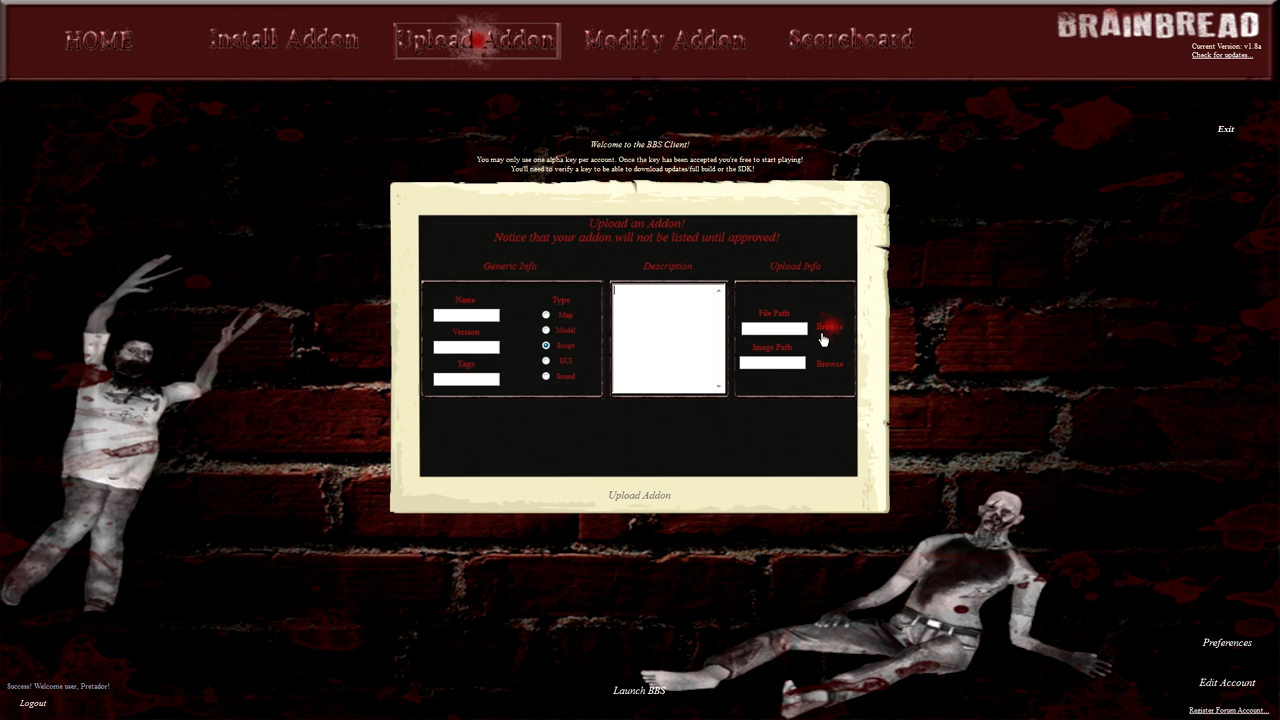 HOME
Install Addon
Upload Addon
Modify Addon
Scoreboard
BRAINBREAD
Current Version: v1.8a
Check for updates...
Exit
Welcome to the BBS Client!
You may only use one alpha key per account. Once the key has been accepted you're free to start playing!
You'll need to verify a key to be able to download updates/full build or the SDK!
Upload an Addon!
Notice that your addon will not be listed until approved!
Generic Info
Description
Upload Info
Name
Type
Map
Version
Model
Script
Tags
GUI
Sound
File Path
Browse
Image Path
Browse
Upload Addon
Preferences
Edit Account
Register Forum Account...
Success! Welcome user, Pretador!
Logout
Launch BBS